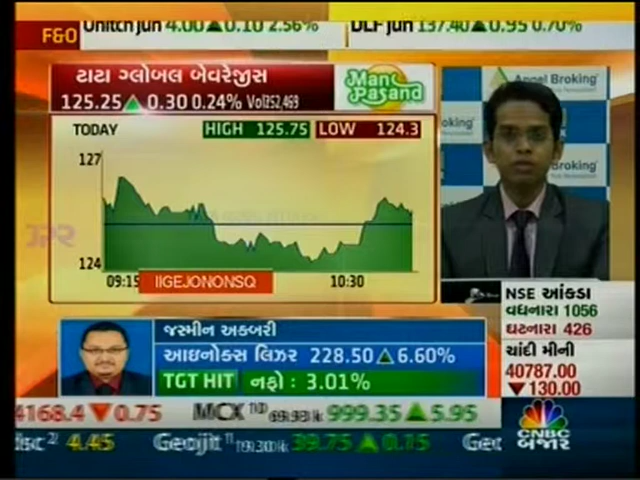 F&O
Unitch Jun 4.00 ▲ 0.10 2.56%
DLF Jun 137.40 ▲ 0.95 0.70%
ટાટા ગ્લોબલ બેવરેજીસ
125.25 ▲ 0.30 0.24% Vol352,469
Man Pasand
TODAY HIGH 125.75 LOW 124.3
127
124
09:15 10:30
IIGEJONONSQ
Angel Broking
Broking
NSE આંકડા
વધનારા 1056
ઘટનારા 426
ચાંદી મીની
40787.00
▼ 130.00
જસ્મીન અકબરી
આઇનોક્સ લિઝર 228.50 ▲ 6.60%
TGT HIT નફો : 3.01%
4168.4 ▼ 0.75 MCX 999.35 ▲ 5.95
4.45 Geojit 39.75 ▲ 0.15
CNBC
બજાર